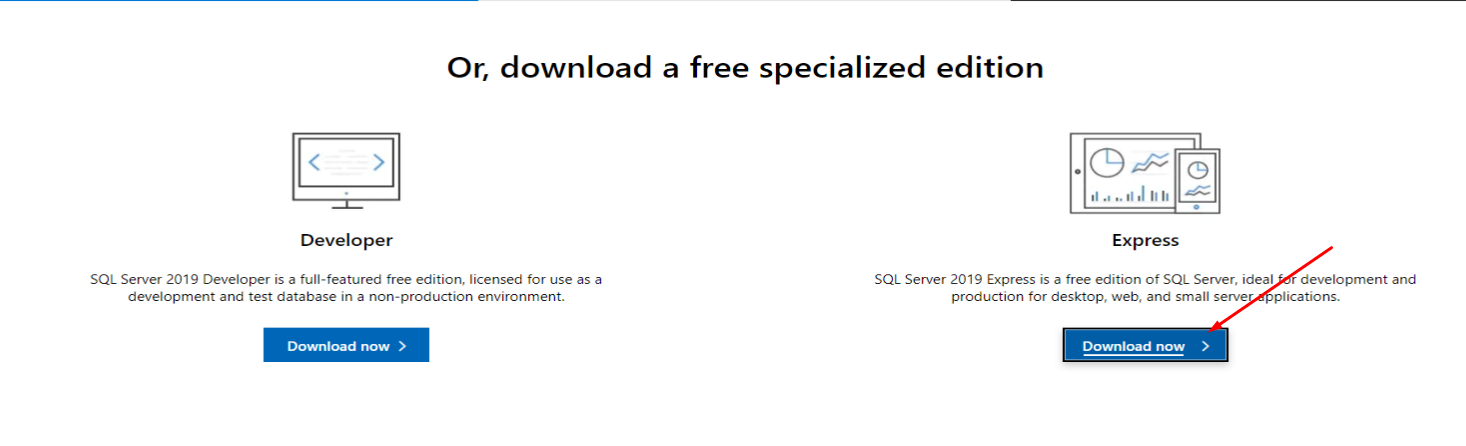 Or, download a free specialized edition
Developer
SQL Server 2019 Developer is a full-featured free edition, licensed for use as a
development and test database in a non-production environment.
Download now
Express
SQL Server 2019 Express is a free edition of SQL Server, ideal for development and
production for desktop, web, and small server applications.
Download now